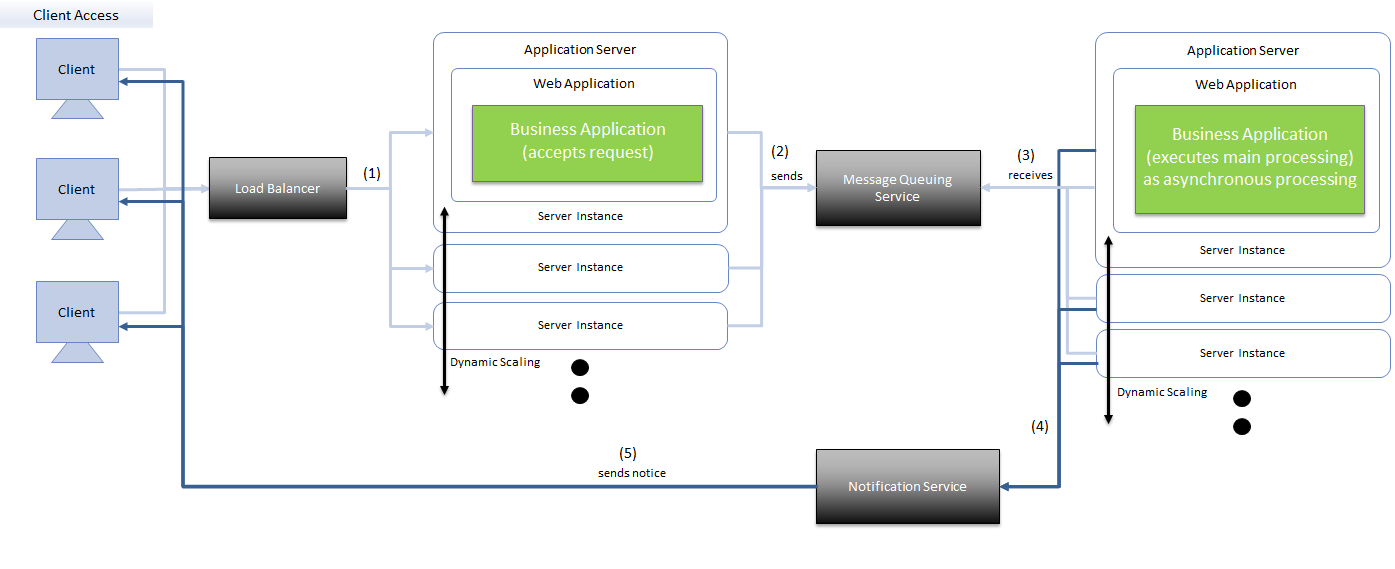 Client Access
Client
Client
Client
Load Balancer
(1)
Application Server
Web Application
Business Application
(accepts request)
Server Instance
Server Instance
Server Instance
Dynamic Scaling
(2)
sends
Message Queuing
Service
(3)
receives
Application Server
Web Application
Business Application
(executes main processing)
as asynchronous processing
Server Instance
Server Instance
Server Instance
Dynamic Scaling
(4)
Notification Service
(5)
sends notice